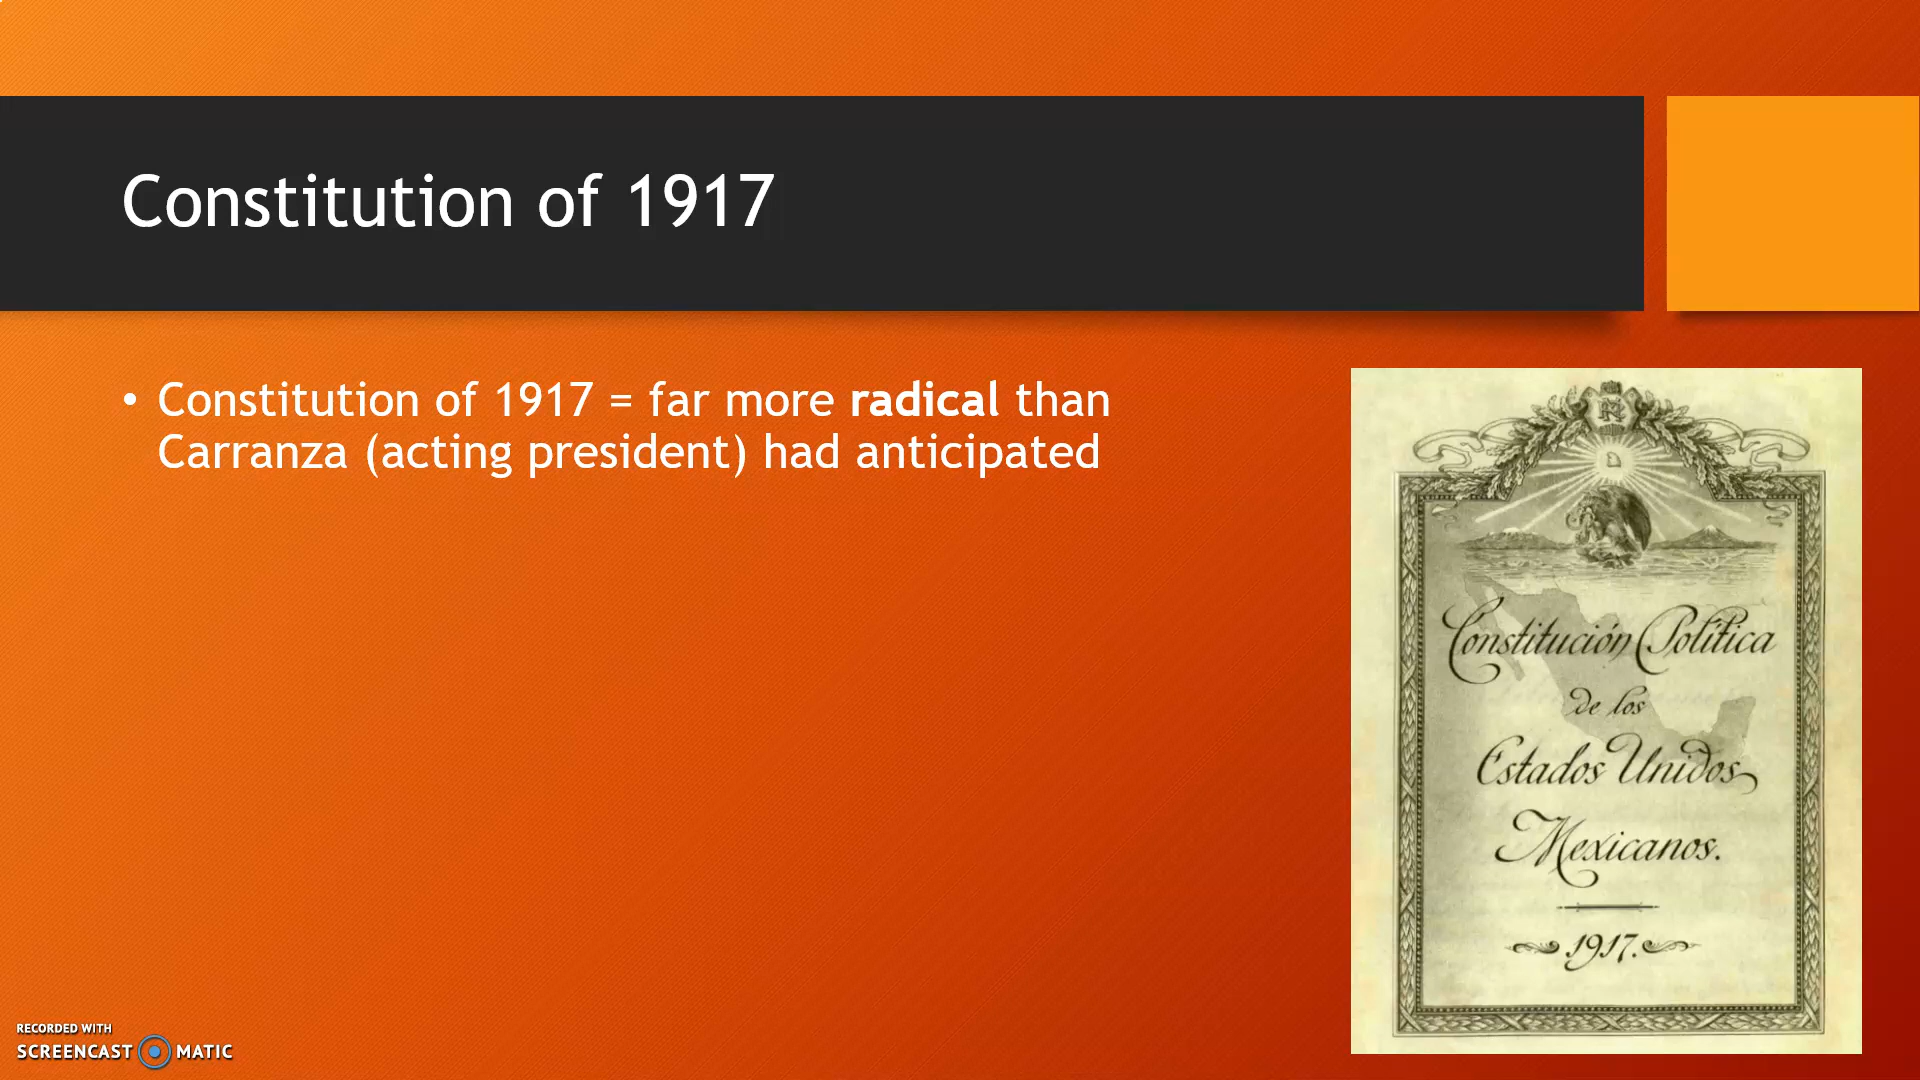 Constitution of 1917
• Constitution of 1917 = far more radical than
Carranza (acting president) had anticipated
Constitución Política
de los
Estados Unidos
Mexicanos.
1917.
RECORDED WITH
SCREENCAST MATIC